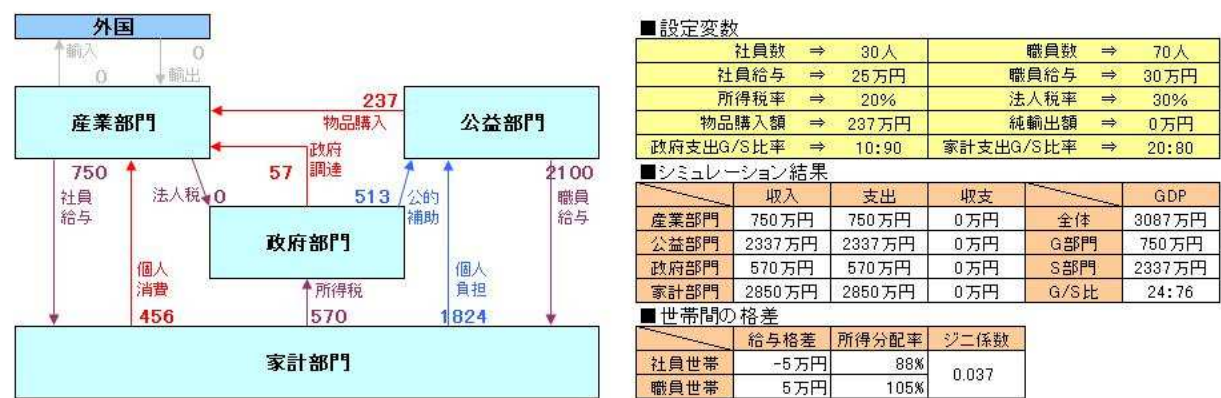 外国
輸入
0
0
輸出
産業部門
237
物品購入
公益部門
政府
調達
57
750
社員
給与
法人税
0
513
公的
補助
2100
職員
給与
政府部門
個人
消費
456
所得税
570
個人
負担
1824
家計部門
■設定変数
社員数 ⇒ 30人 職員数 ⇒ 70人
社員給与 ⇒ 25万円 職員給与 ⇒ 30万円
所得税率 ⇒ 20% 法人税率 ⇒ 30%
物品購入額 ⇒ 237万円 純輸出額 ⇒ 0万円
政府支出G/S比率 ⇒ 10:90 家計支出G/S比率 ⇒ 20:80
■シミュレーション結果
収入 支出 収支 GDP
産業部門 750万円 750万円 0万円 全体 3087万円
公益部門 2337万円 2337万円 0万円 G部門 750万円
政府部門 570万円 570万円 0万円 S部門 2337万円
家計部門 2850万円 2850万円 0万円 G/S比 24:76
■世帯間の格差
給与格差 所得分配率 ジニ係数
社員世帯 -5万円 88% 0.037
職員世帯 5万円 105%